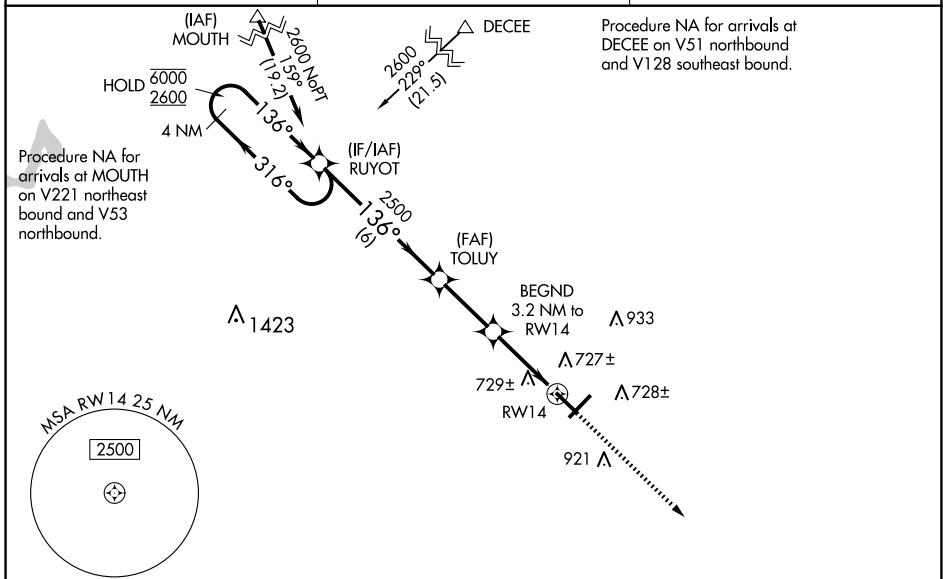 (IAF)
MOUTH
2600 NoPT
159°
(19.2)
DECEE
2600
229°
(21.5)
Procedure NA for arrivals at
DECEE on V51 northbound
and V128 southeast bound.
HOLD 6000
2600
4 NM
136°
316°
(IF/IAF)
RUYOT
Procedure NA for
arrivals at MOUTH
on V221 northeast
bound and V53
northbound.
2500
136°
(6)
(FAF)
TOLUY
BEGND
3.2 NM to
RW14
1423
933
727±
729±
728±
RW14
921
MSA RW14 25 NM
2500